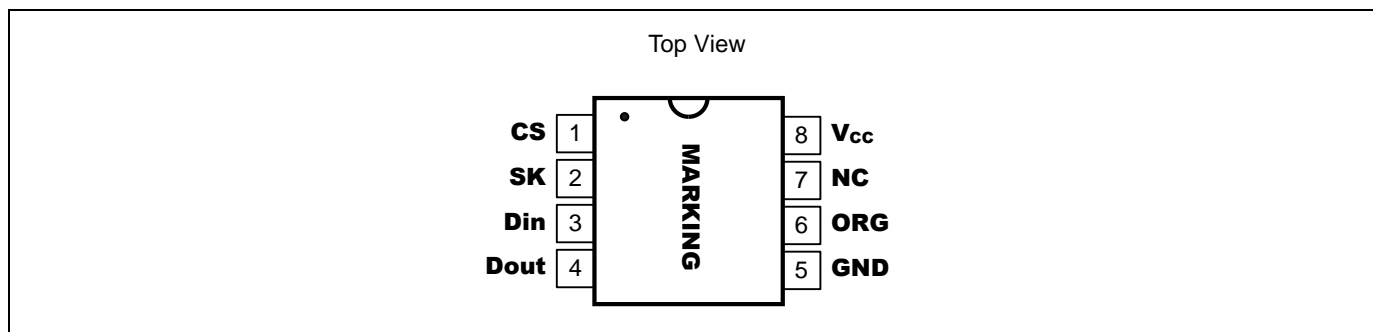 Top View
CS 1
SK 2
Din 3
Dout 4
MARKING
8 Vcc
7 NC
6 ORG
5 GND